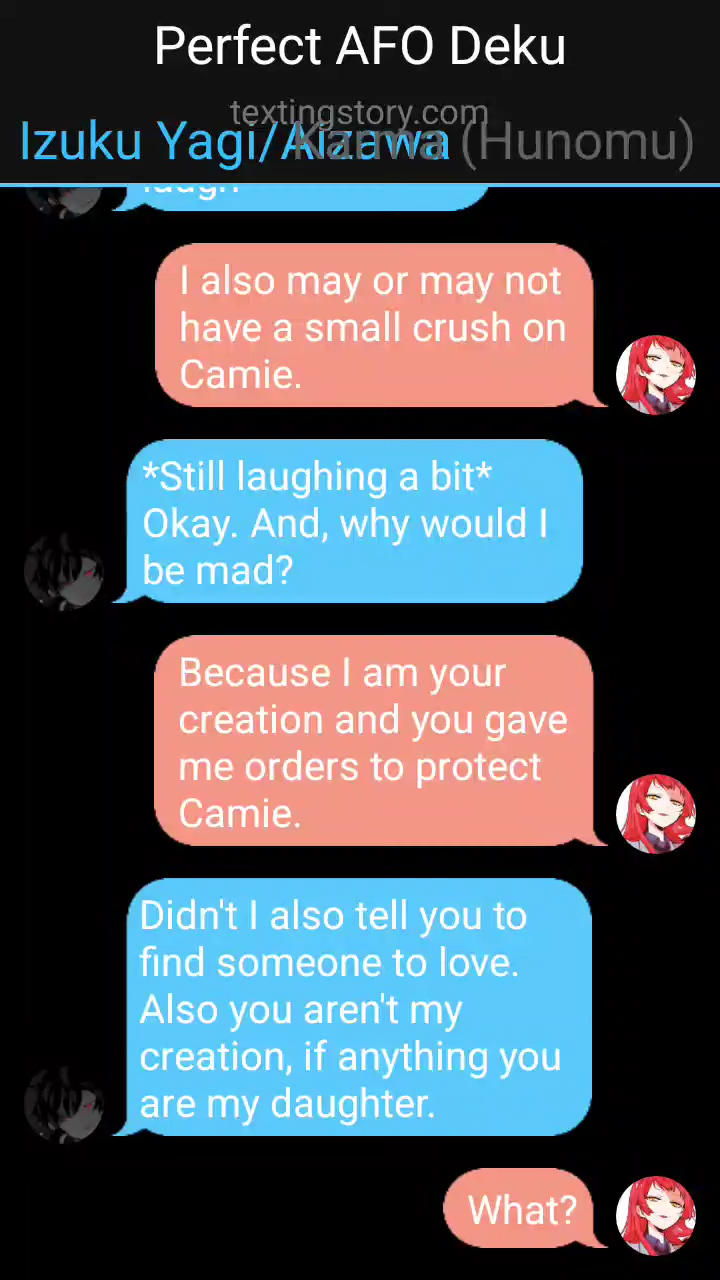 Perfect AFO Deku
textingstory.com
Izuku Yagi/Aizawa
Karma (Hunomu)
laugh
I also may or may not
have a small crush on
Camie.
*Still laughing a bit*
Okay. And, why would I
be mad?
Because I am your
creation and you gave
me orders to protect
Camie.
Didn't I also tell you to
find someone to love.
Also you aren't my
creation, if anything you
are my daughter.
What?